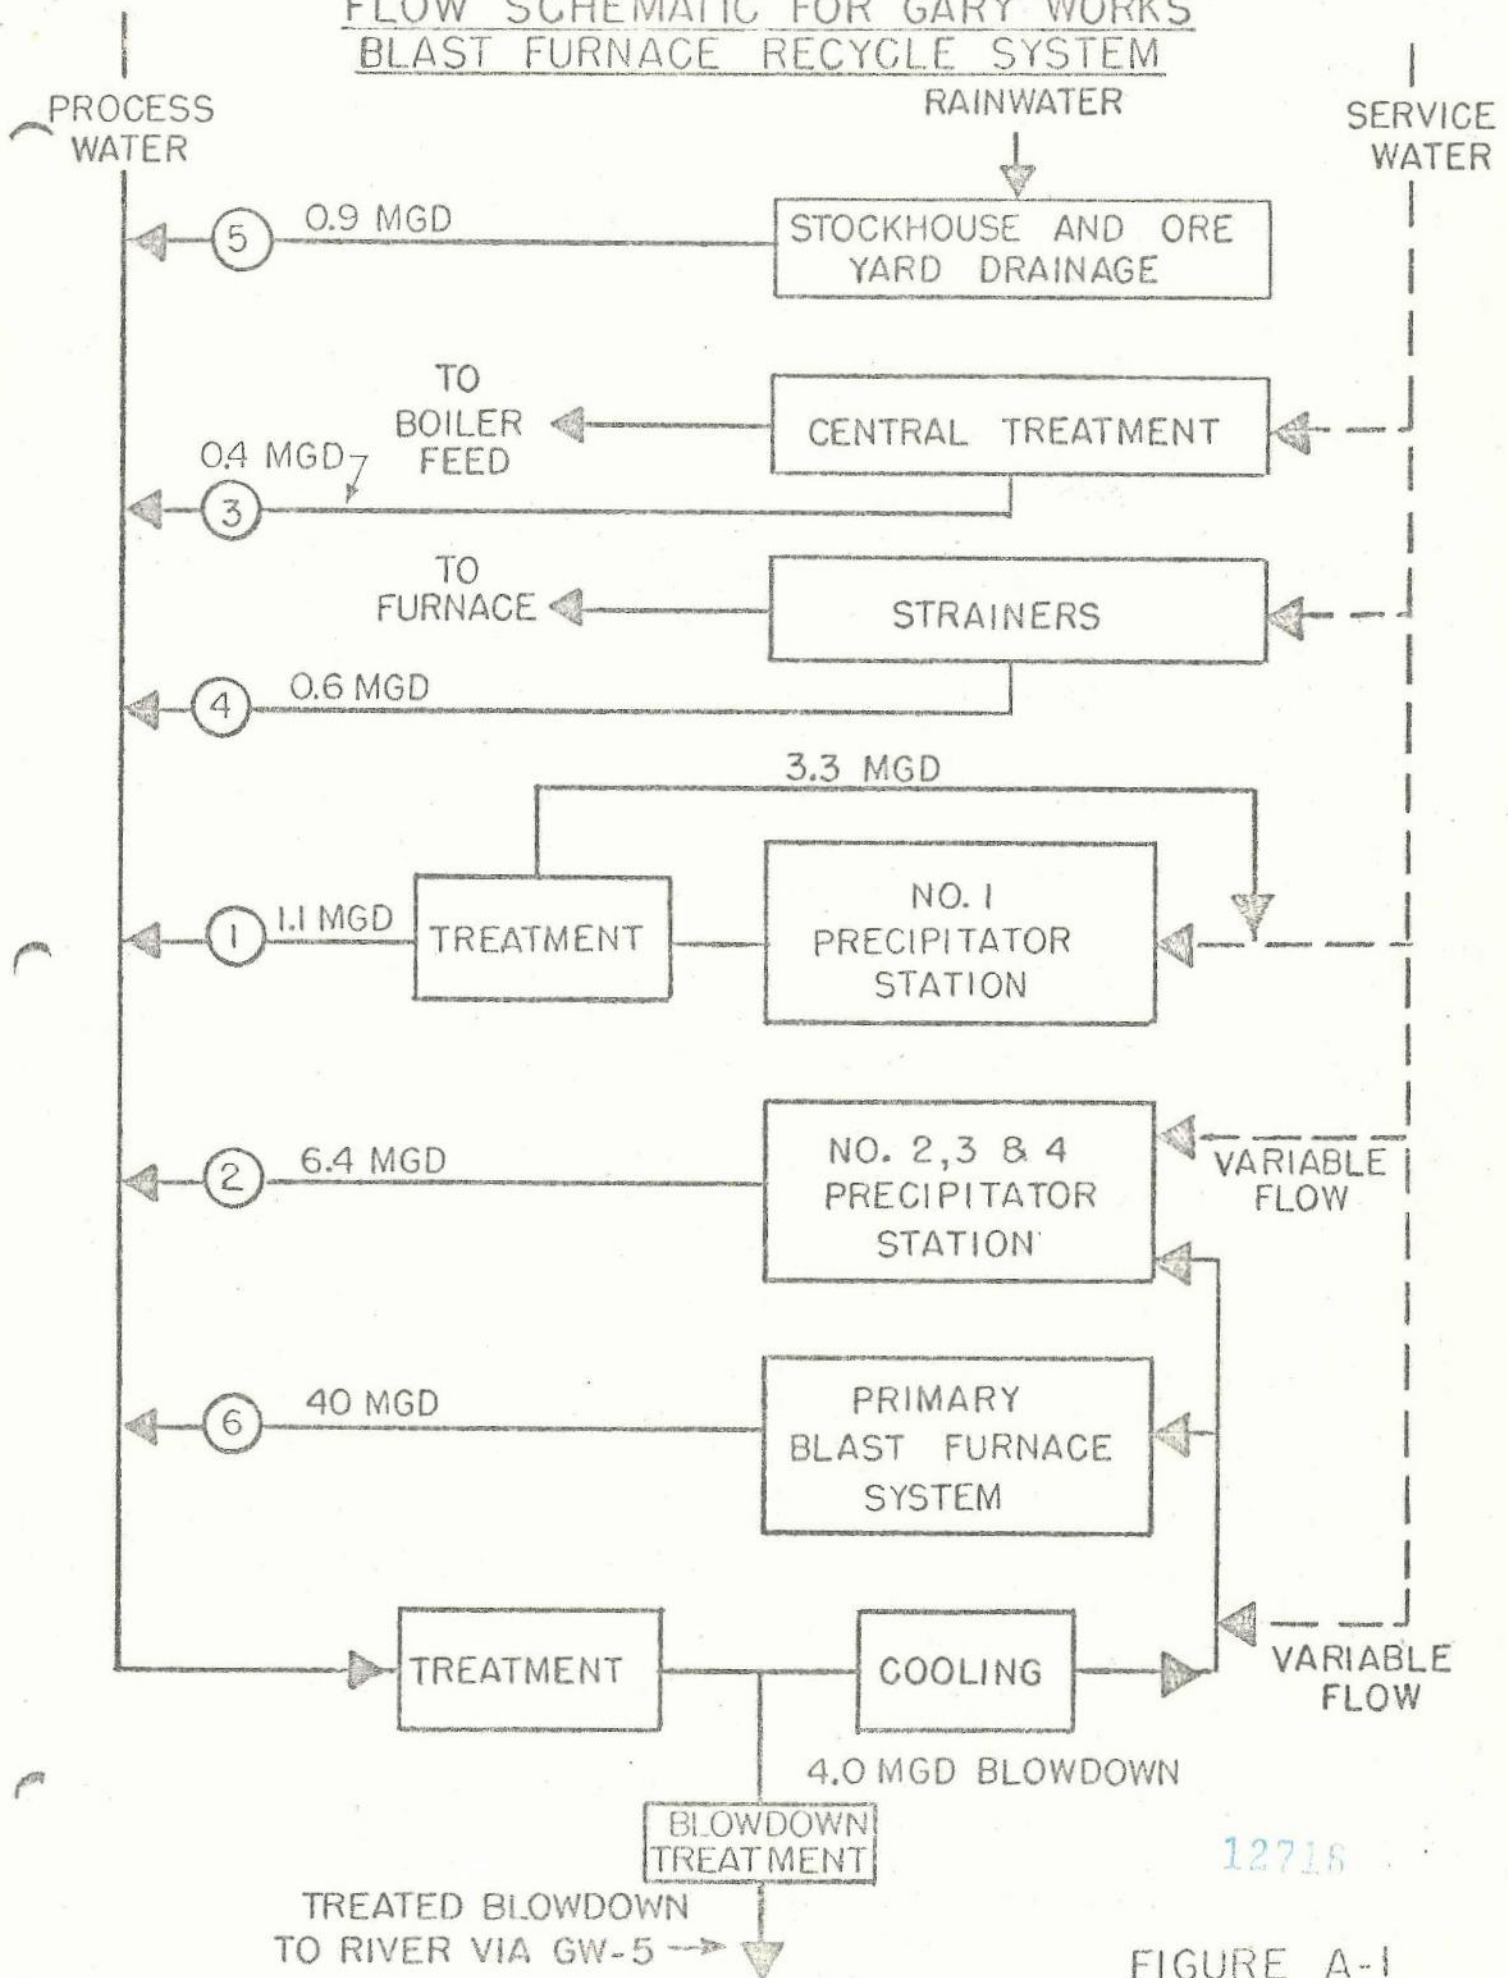 FLOW SCHEMATIC FOR GARY WORKS
BLAST FURNACE RECYCLE SYSTEM
PROCESS
WATER
RAINWATER
SERVICE
WATER
5
0.9 MGD
STOCKHOUSE AND ORE
YARD DRAINAGE
TO
BOILER
FEED
CENTRAL TREATMENT
0.4 MGD
3
TO
FURNACE
STRAINERS
4
0.6 MGD
3.3 MGD
1
1.1 MGD
TREATMENT
NO. 1
PRECIPITATOR
STATION
2
6.4 MGD
NO. 2,3 & 4
PRECIPITATOR
STATION
VARIABLE
FLOW
6
40 MGD
PRIMARY
BLAST FURNACE
SYSTEM
TREATMENT
COOLING
VARIABLE
FLOW
4.0 MGD BLOWDOWN
BLOWDOWN
TREATMENT
TREATED BLOWDOWN
TO RIVER VIA GW-5
FIGURE A-1